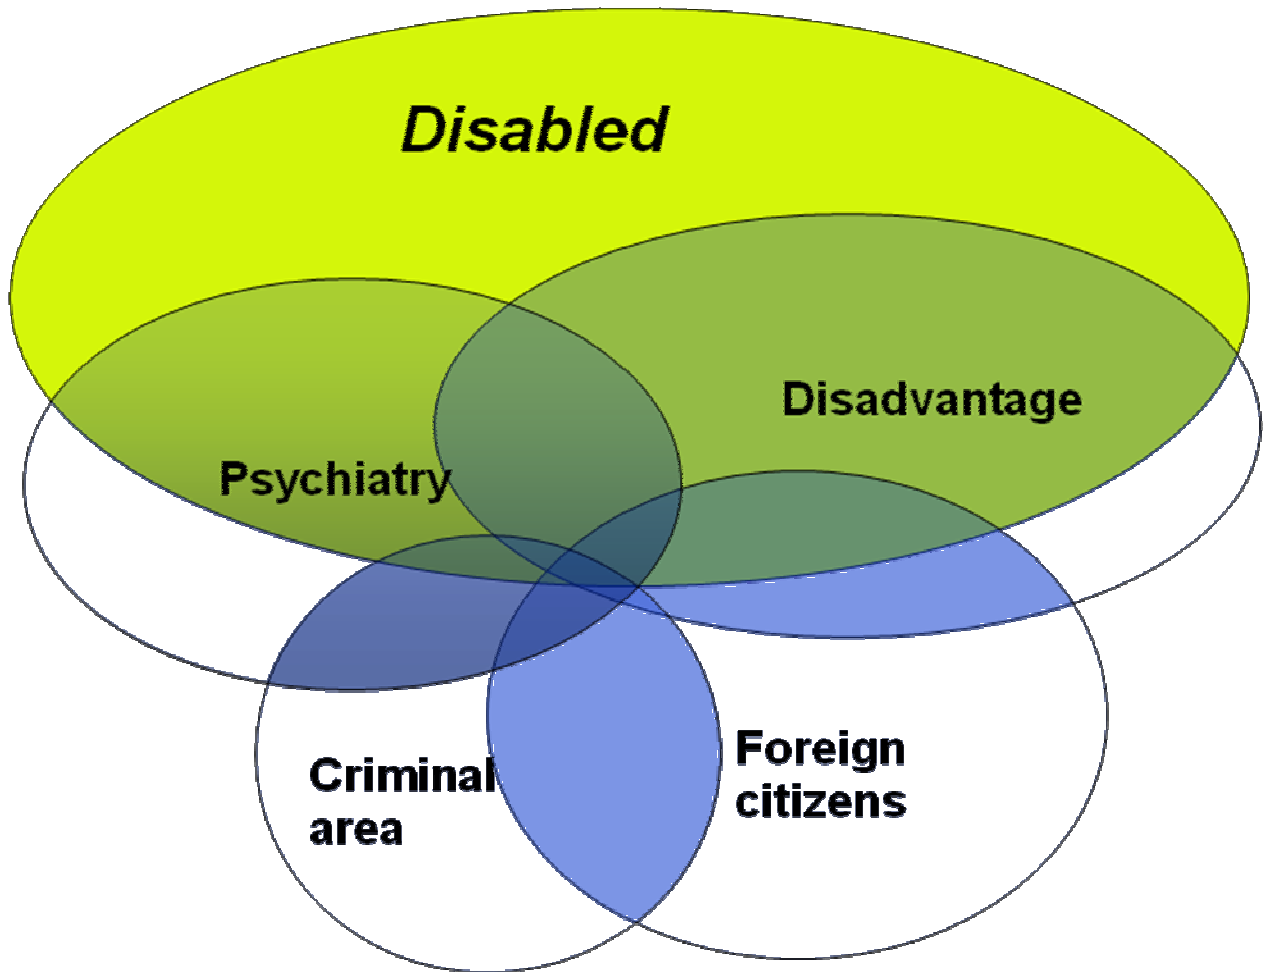 Disabled
Disadvantage
Psychiatry
Foreign
citizens
Criminal
area